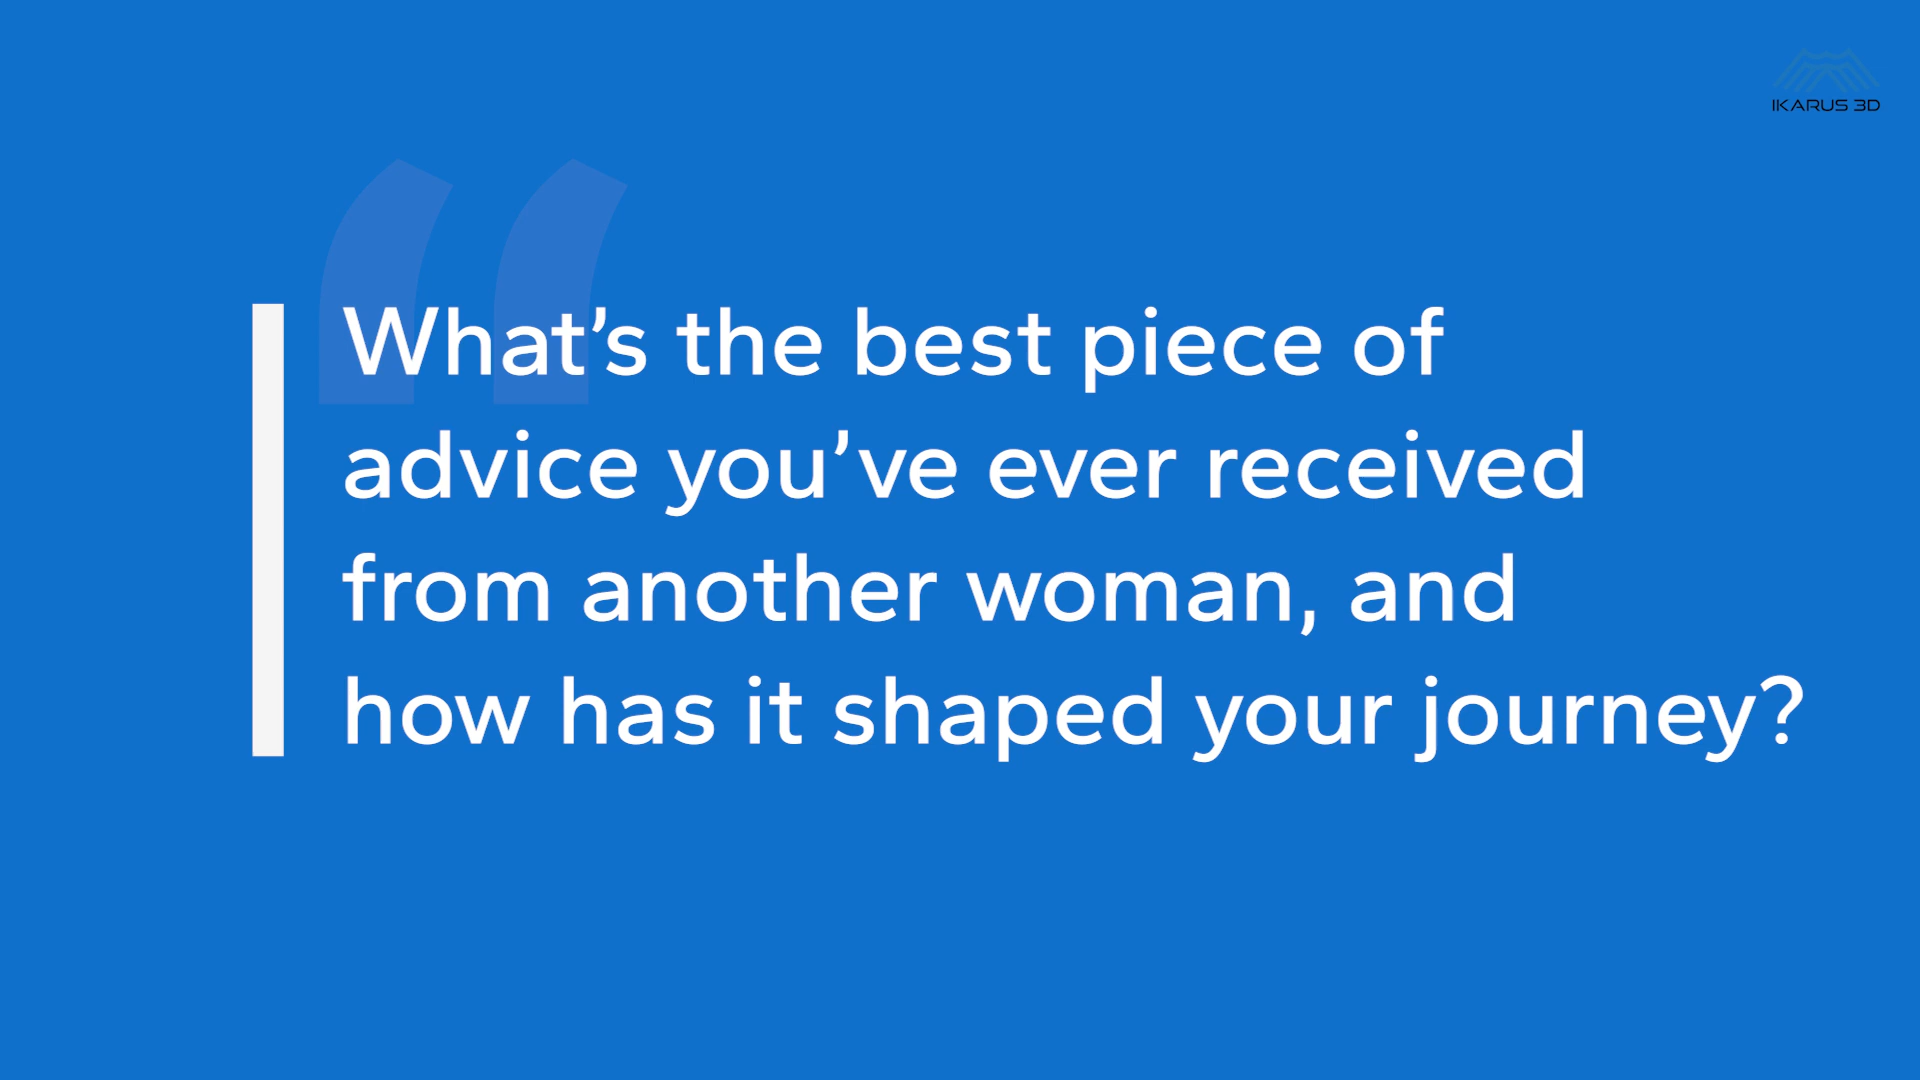 IKARUS 3D
What’s the best piece of
advice you’ve ever received
from another woman, and
how has it shaped your journey?